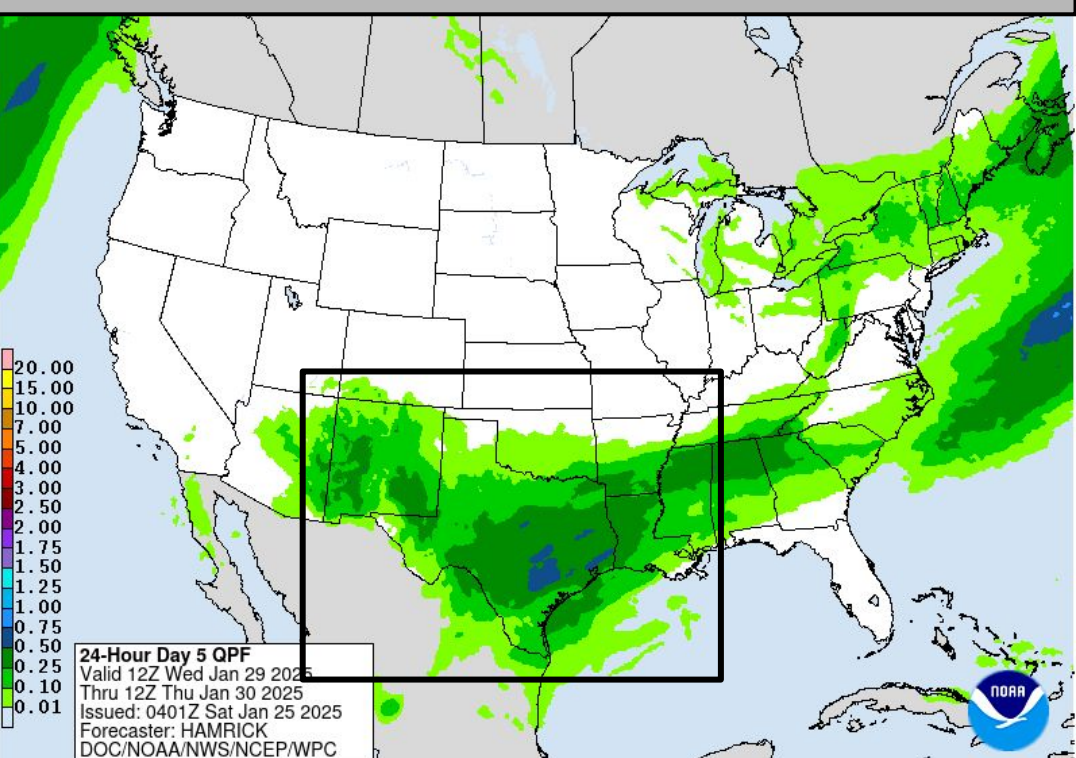 20.00
15.00
10.00
7.00
5.00
4.00
3.00
2.50
2.00
1.75
1.50
1.25
1.00
0.75
0.50
0.25
0.10
0.01
24-Hour Day 5 QPF
Valid 12Z Wed Jan 29 2025
Thru 12Z Thu Jan 30 2025
Issued: 0401Z Sat Jan 25 2025
Forecaster: HAMRICK
DOC/NOAA/NWS/NCEP/WPC
NOAA